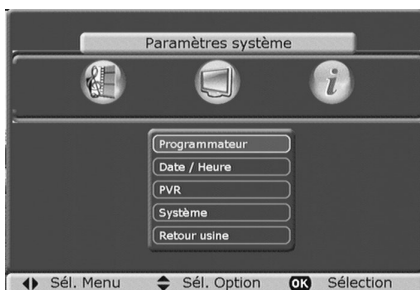 Paramètres système
i
Programmateur
Date / Heure
PVR
Système
Retour usine
Sél. Menu Sél. Option OK Sélection